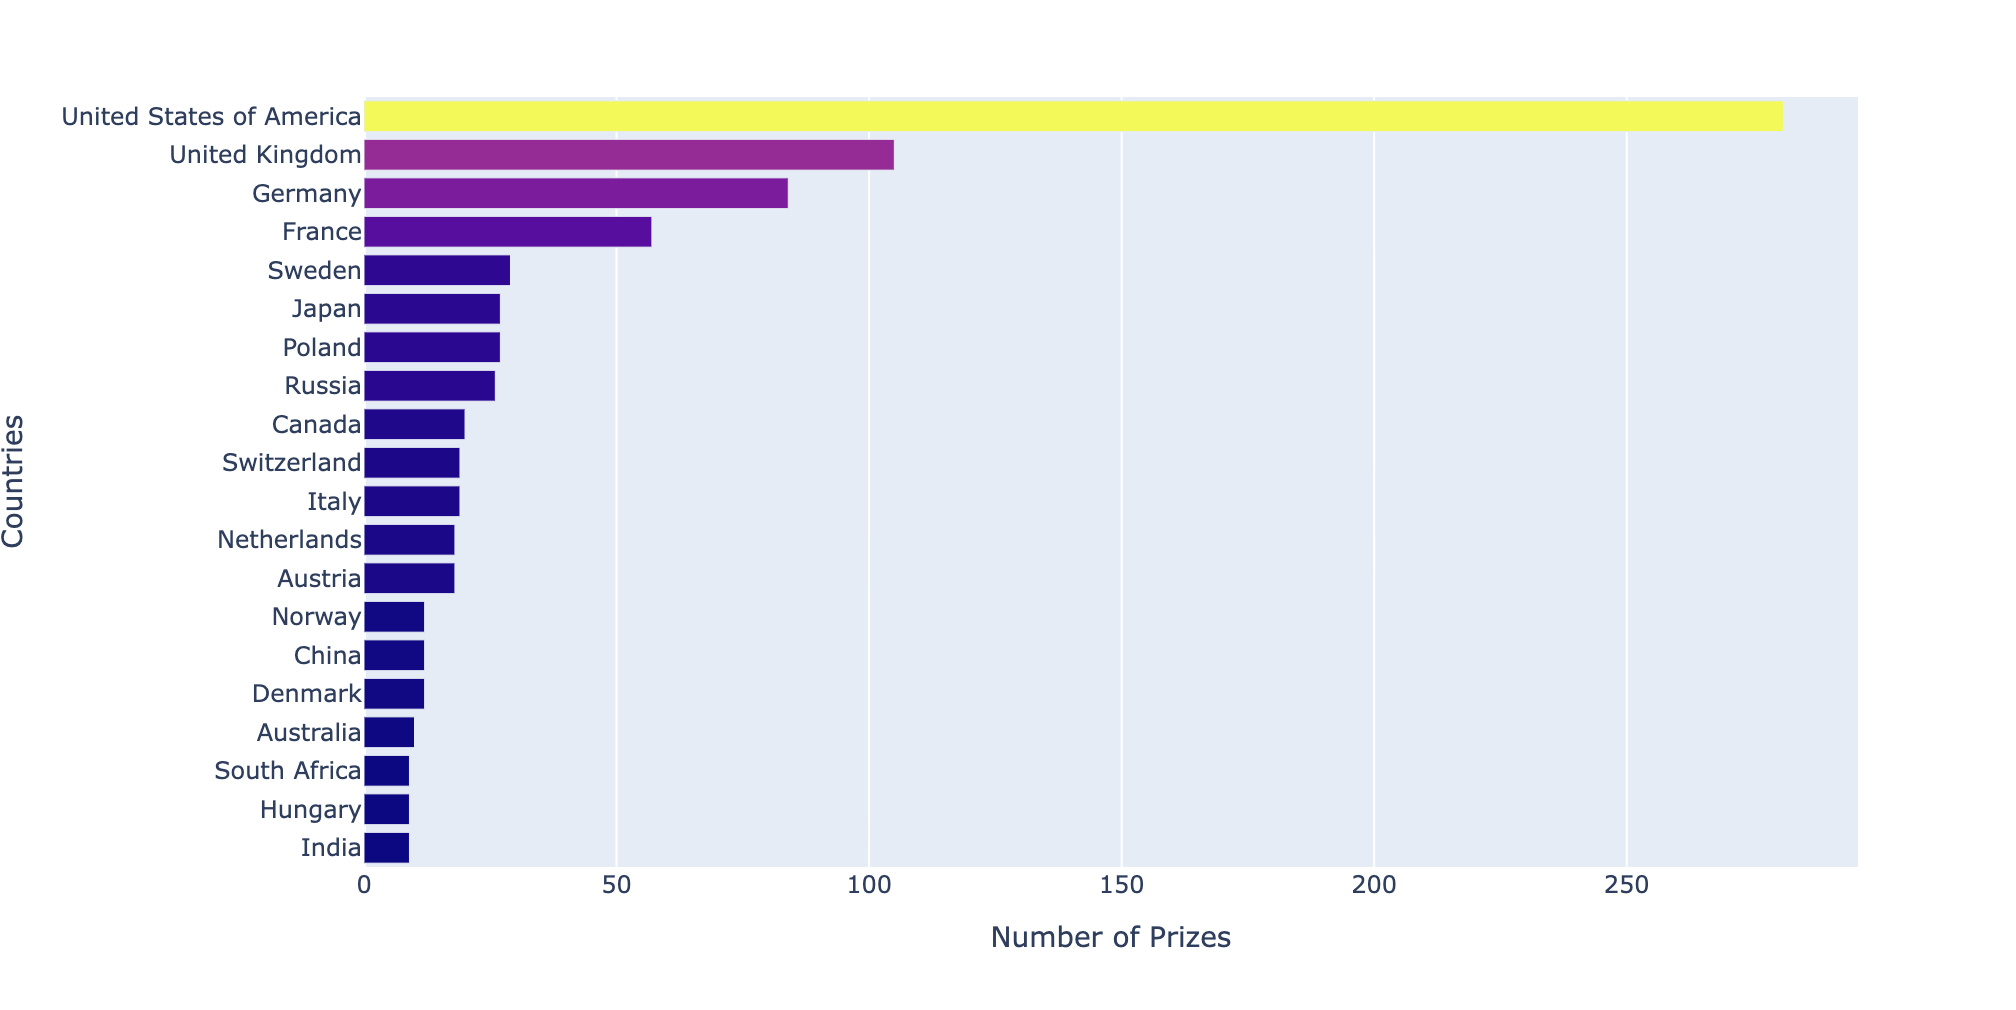 United States of America
United Kingdom
Germany
France
Sweden
Japan
Poland
Russia
Canada
Switzerland
Italy
Netherlands
Austria
Norway
China
Denmark
Australia
South Africa
Hungary
India
Countries
0 50 100 150 200 250
Number of Prizes